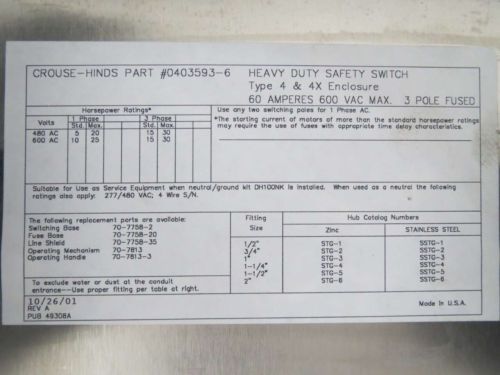 CROUSE-HINDS PART #0403593-6 HEAVY DUTY SAFETY SWITCH
Type 4 & 4X Enclosure
60 AMPERES 600 VAC MAX. 3 POLE FUSED
Horsepower Ratings* Use any two switching poles for 1 Phase AC.
Volts 1 Phase 3 Phase *The starting current of motors of more than the standard horsepower ratings
Std. Max. Std. Max. may require the use of fuses with appropriate time delay characteristics.
480 AC 5 20 15 30
600 AC 10 25 15 30
Suitable for Use as Service Equipment when neutral/ground kit DH100NK is installed. When used as a neutral the following
ratings also apply: 277/480 VAC; 4 Wire S/N.
The following replacement parts are available: Fitting Hub Catalog Numbers
Switching Base 70-7758-2 Size Zinc STAINLESS STEEL
Fuse Base 70-7758-20
Line Shield 70-7758-35 1/2" STG-1 SSTG-1
Operating Mechanism 70-7813 3/4" STG-2 SSTG-2
Operating Handle 70-7813-3 1" STG-3 SSTG-3
1-1/4" STG-4 SSTG-4
1-1/2" STG-5 SSTG-5
To exclude water or dust at the conduit 2" STG-6 SSTG-6
entrance--Use proper fitting per table at right.
10/26/01 Made in U.S.A.
REV A
PUB 49308A